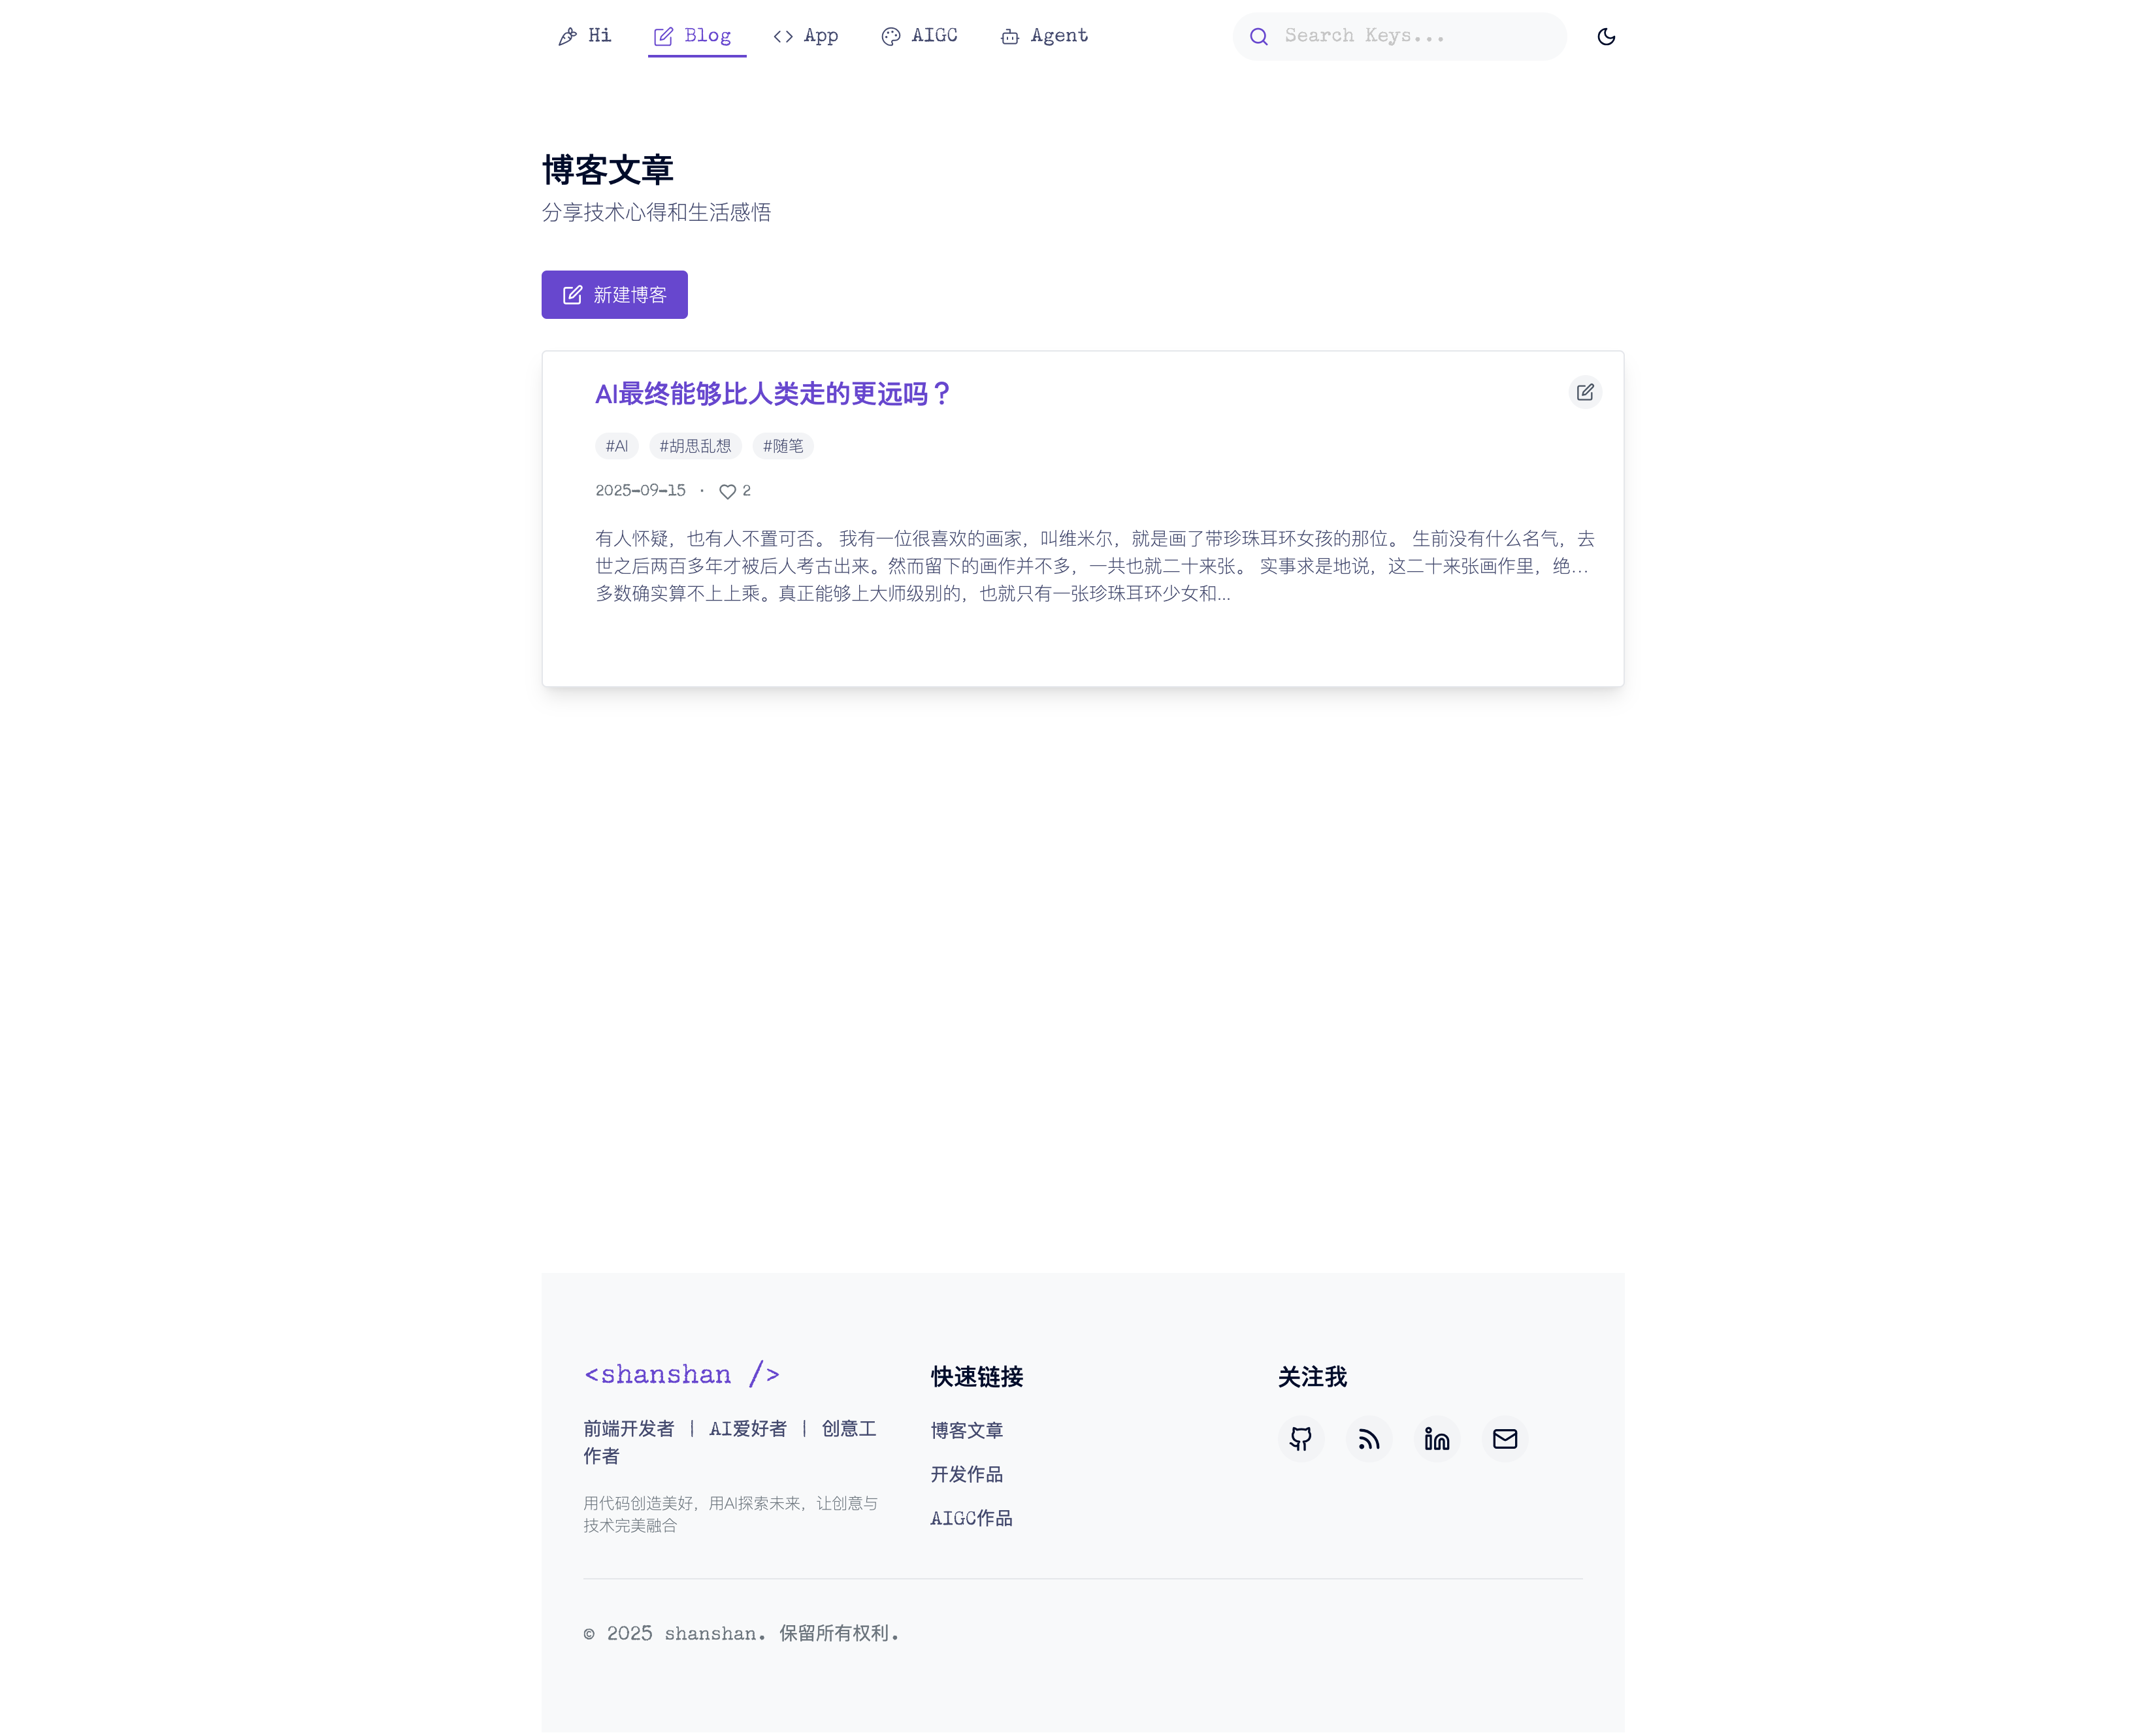 Hi Blog App AIGC Agent Search Keys...
博客文章
分享技术心得和生活感悟
新建博客
AI最终能够比人类走的更远吗？
#AI #胡思乱想 #随笔
2025-09-15 · 2
有人怀疑，也有人不置可否。 我有一位很喜欢的画家，叫维米尔，就是画了带珍珠耳环女孩的那位。 生前没有什么名气，去
世之后两百多年才被后人考古出来。然而留下的画作并不多，一共也就二十来张。 实事求是地说，这二十来张画作里，绝…
多数确实算不上上乘。真正能够上大师级别的，也就只有一张珍珠耳环少女和...
<shanshan />
前端开发者 | AI爱好者 | 创意工
作者
用代码创造美好，用AI探索未来，让创意与
技术完美融合
快速链接
博客文章
开发作品
AIGC作品
关注我
© 2025 shanshan. 保留所有权利.